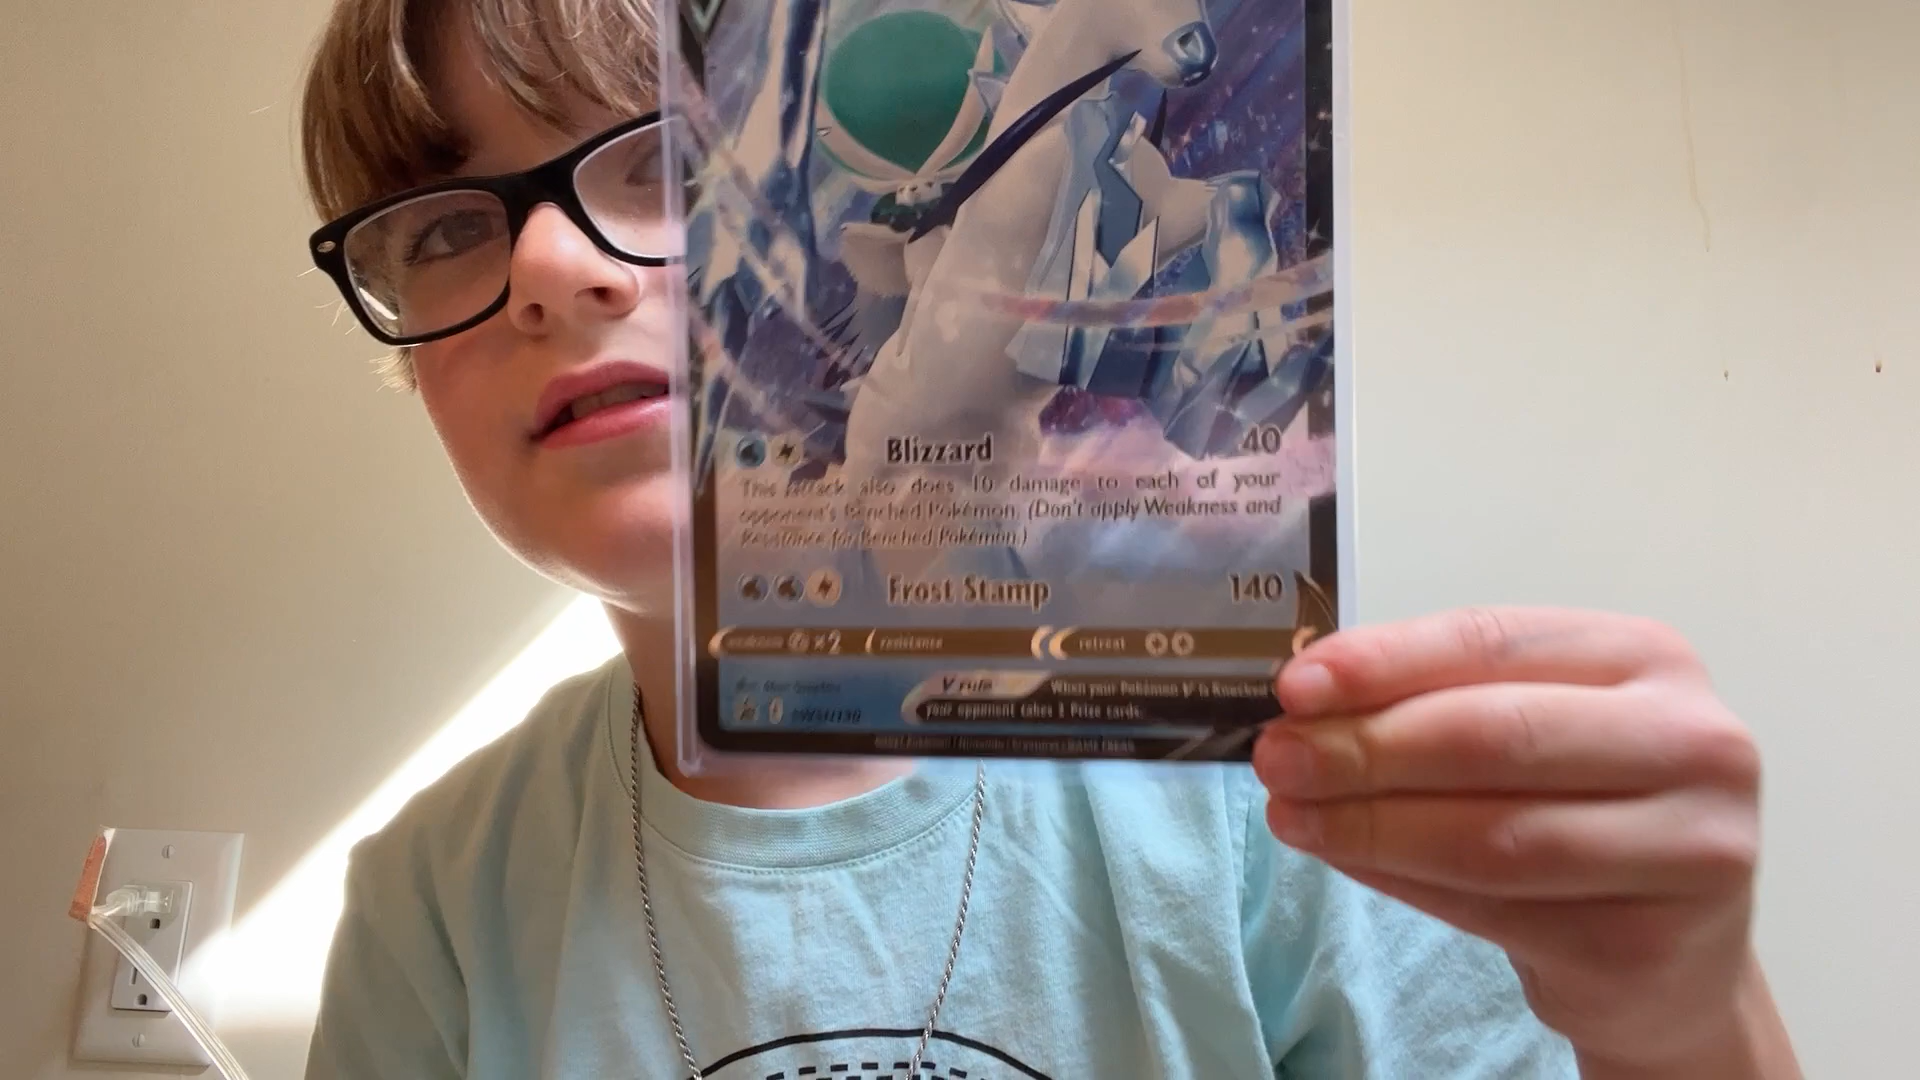 Blizzard 40
This attack also does 10 damage to each of your
opponent's Benched Pokémon. (Don't apply Weakness and
Resistance for Benched Pokémon.)
Frost Stamp 140
weakness ×2 resistance retreat
V rule When your Pokémon V is Knocked
your opponent takes 2 Prize cards.